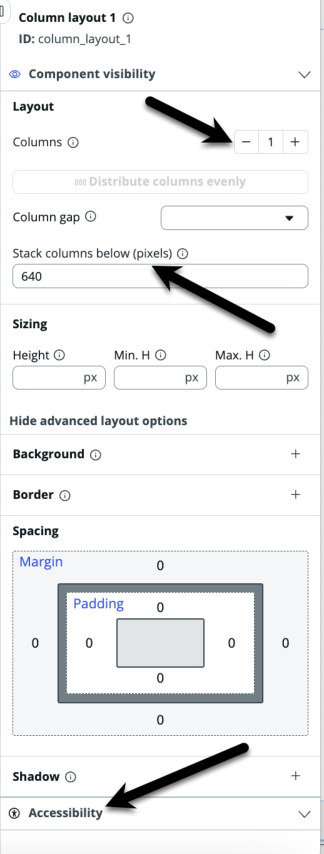 Column layout 1
ID: column_layout_1
Component visibility
Layout
Columns − 1 +
Distribute columns evenly
Column gap
Stack columns below (pixels)
640
Sizing
Height Min. H Max. H
px px px
Hide advanced layout options
Background +
Border +
Spacing
Margin 0
Padding 0
0 0 0 0
0
0
Shadow +
Accessibility